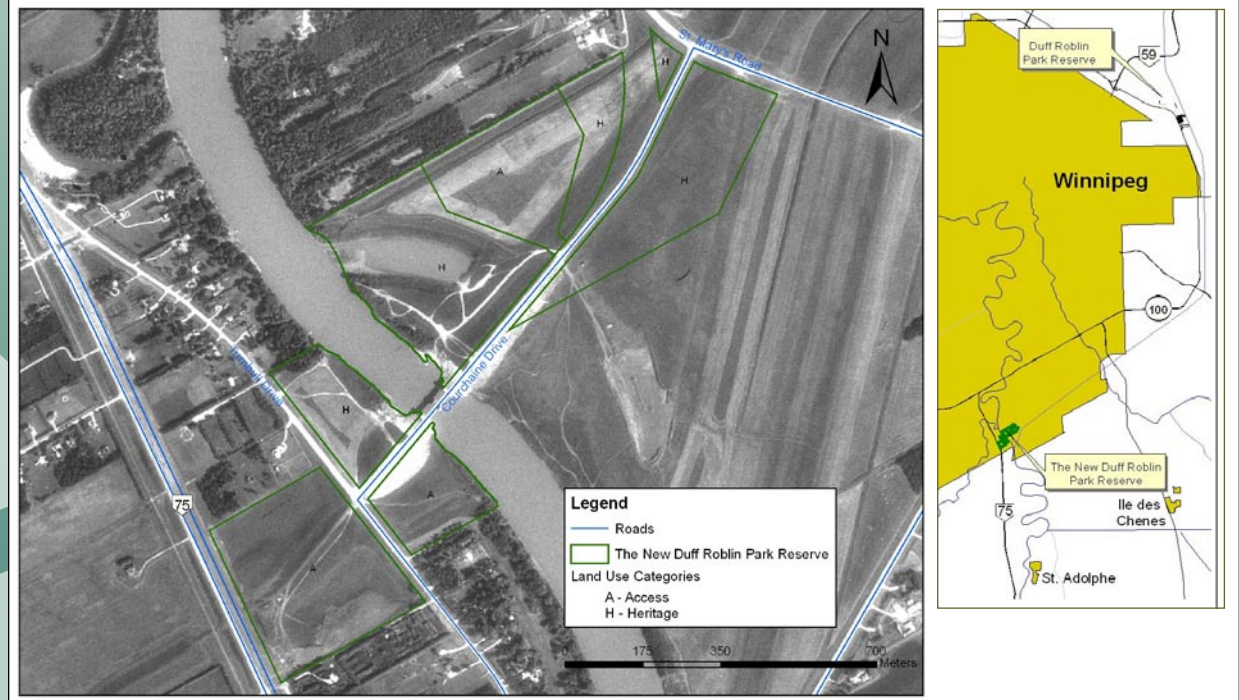 N
St. Mary's Road
H
H
A
H
H
Courchaine Drive
Turnbull Drive
H
A
75
A
Legend
Roads
The New Duff Roblin Park Reserve
Land Use Categories
A - Access
H - Heritage
0 175 350 700
Meters
Duff Roblin
Park Reserve
59
Winnipeg
100
The New Duff Roblin
Park Reserve
75
Ile des
Chenes
St. Adolphe